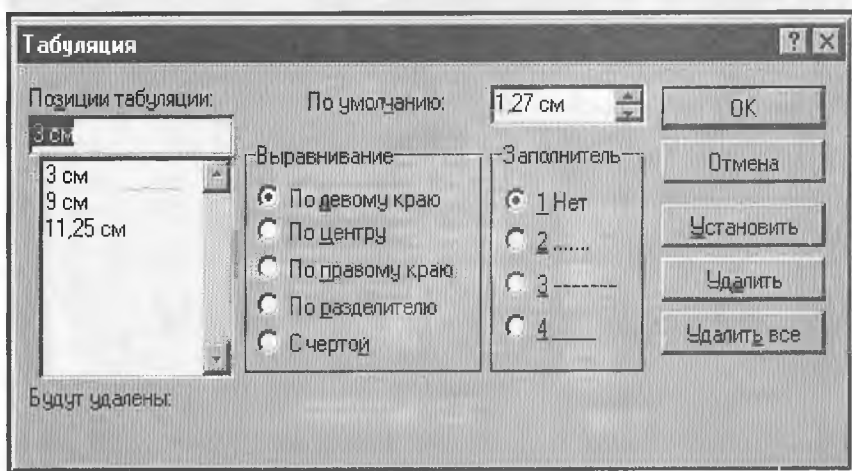 Табуляция
Позиции табуляции:
По умолчанию:
1,27 см
OK
3 см
Выравнивание
Заполнитель
Отмена
3 см
9 см
11,25 см
По левому краю
По центру
По правому краю
По разделителю
С чертой
1 Нет
2 .......
3 --------
4 ____
Установить
Удалить
Удалить все
Будут удалены: